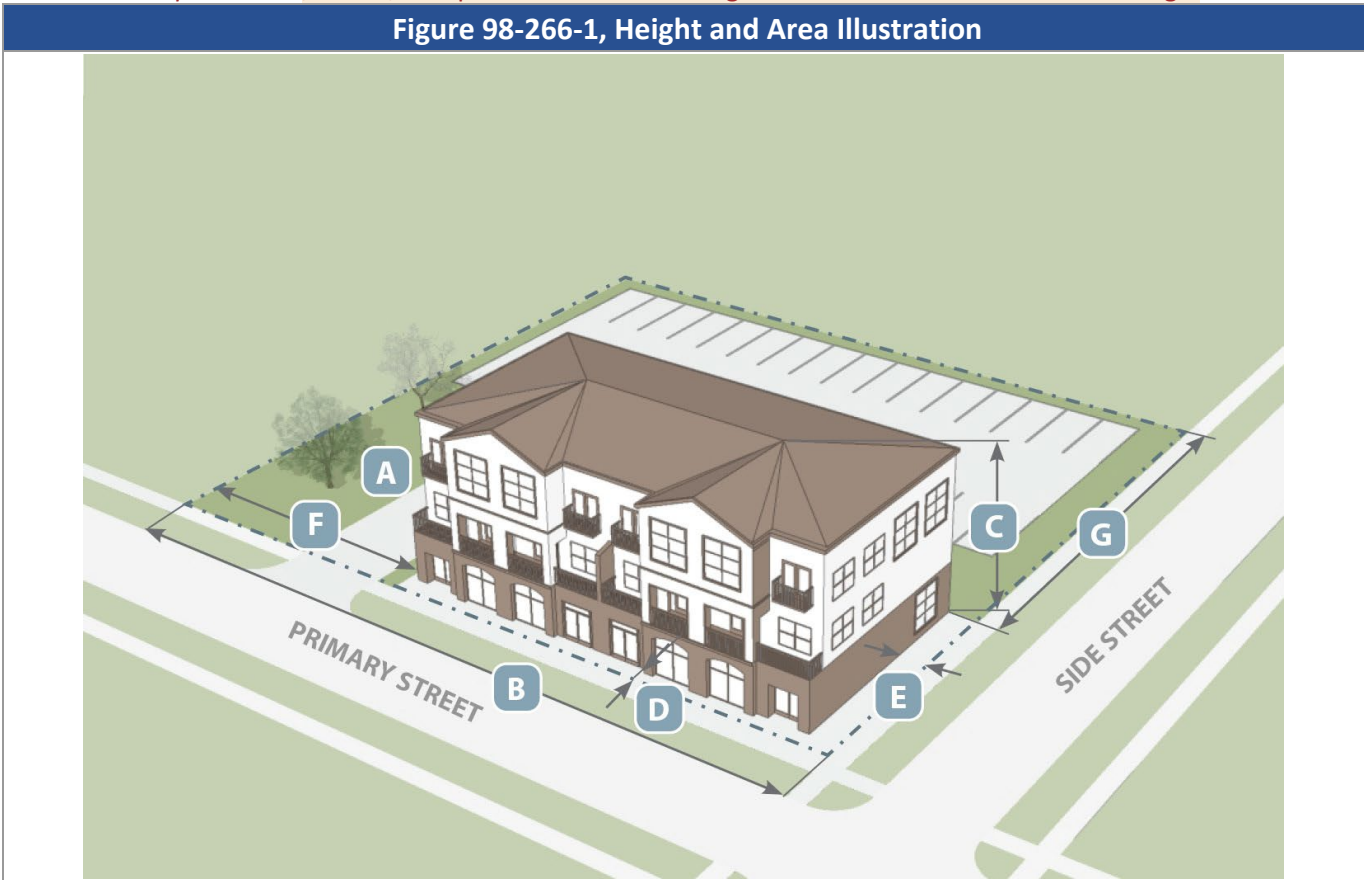 Figure 98-266-1, Height and Area Illustration
A
F
C
G
PRIMARY STREET
B
D
E
SIDE STREET